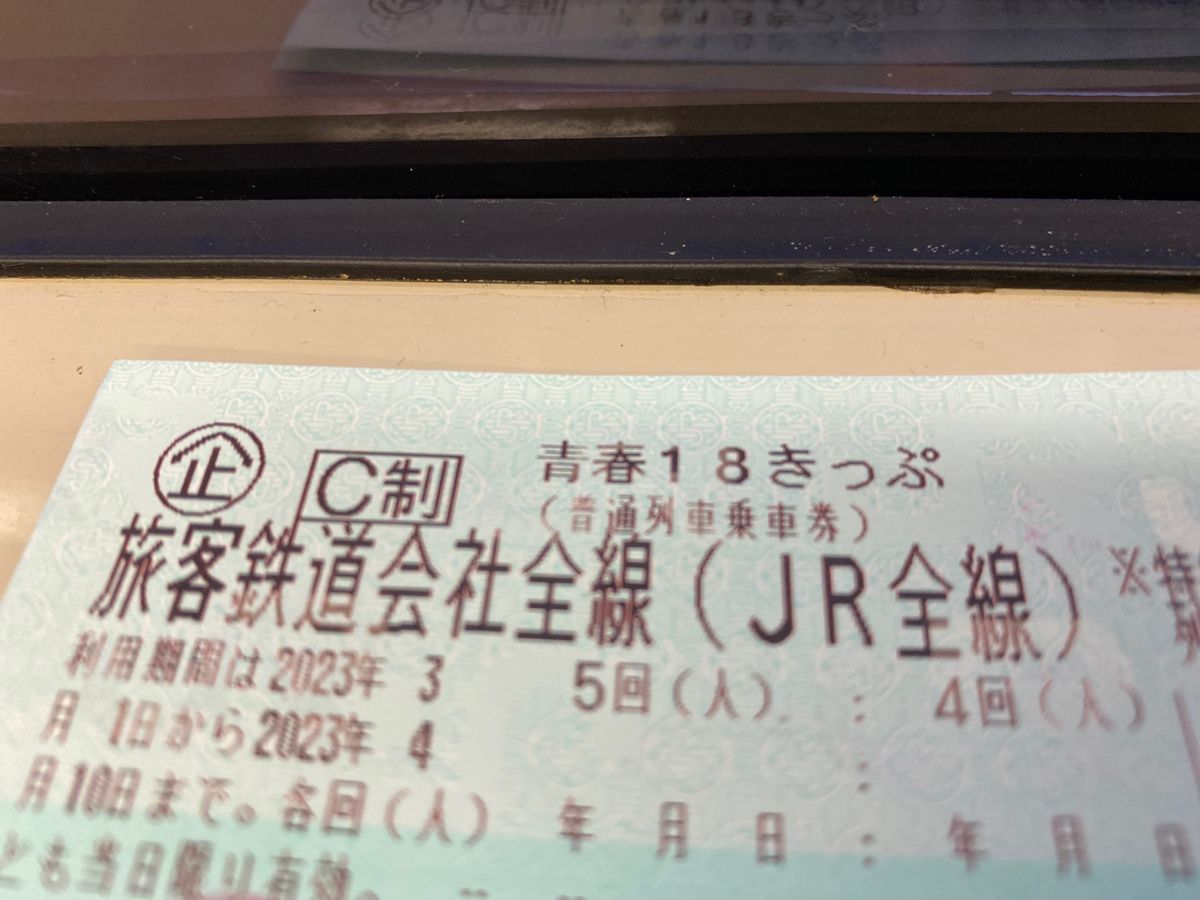 企
C制
青春18きっぷ
(普通列車乗車券)
旅客鉄道会社全線(JR全線)※特
利用期間は2023年 3
月 1日から2023年 4
月10日まで。各回(人)
とも当日限り有効。
5回(人) : 4回(人)
:
年 月 日 : 年 月 日